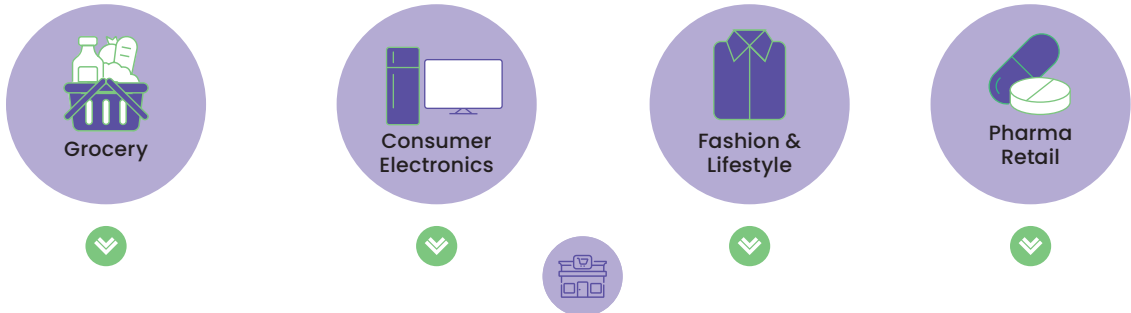 Grocery
Consumer
Electronics
Fashion &
Lifestyle
Pharma
Retail